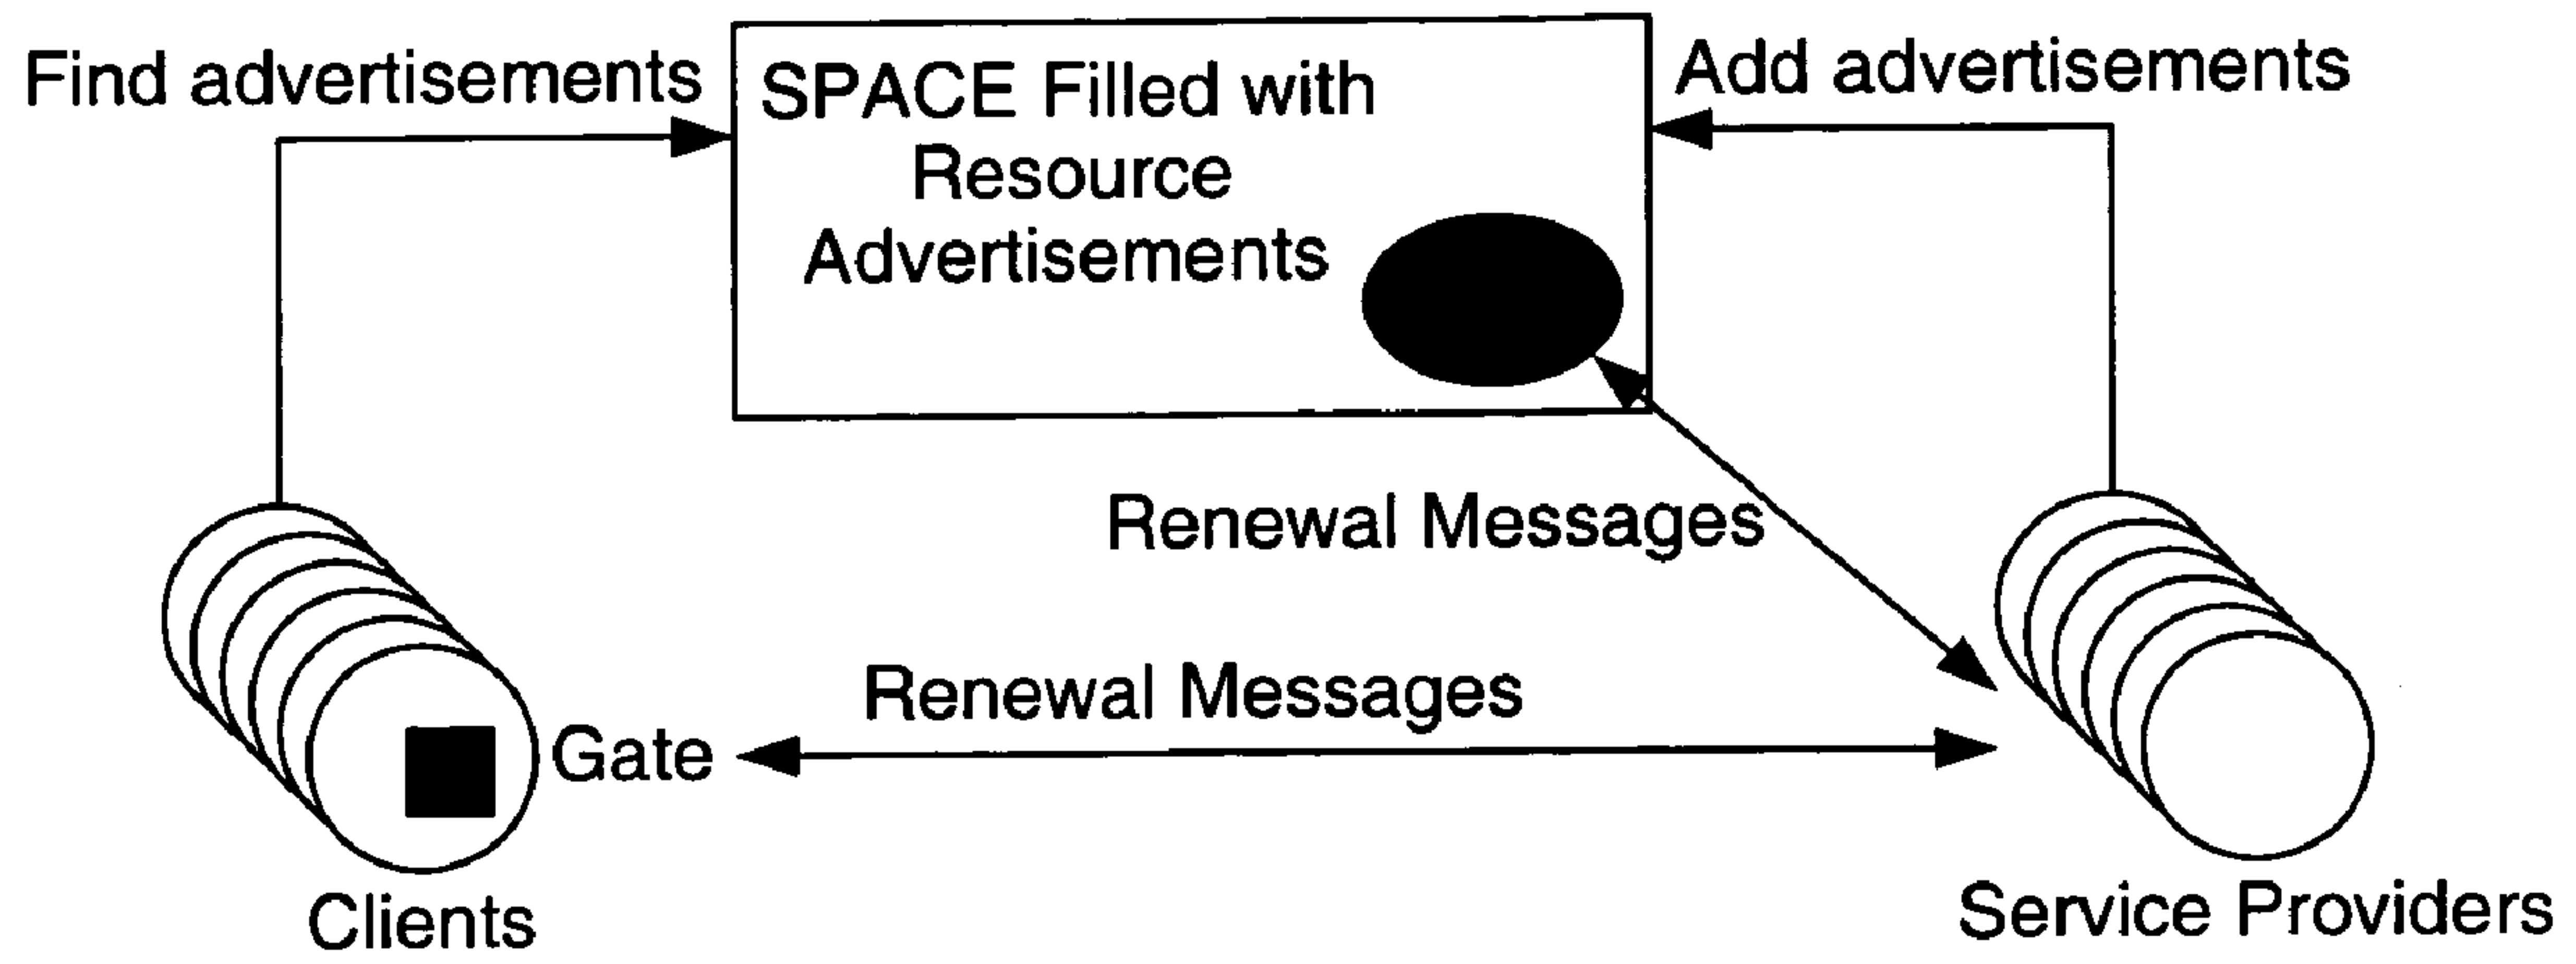 Find advertisements
SPACE Filled with
Resource
Advertisements
Add advertisements
Renewal Messages
Renewal Messages
Gate
Clients
Service Providers